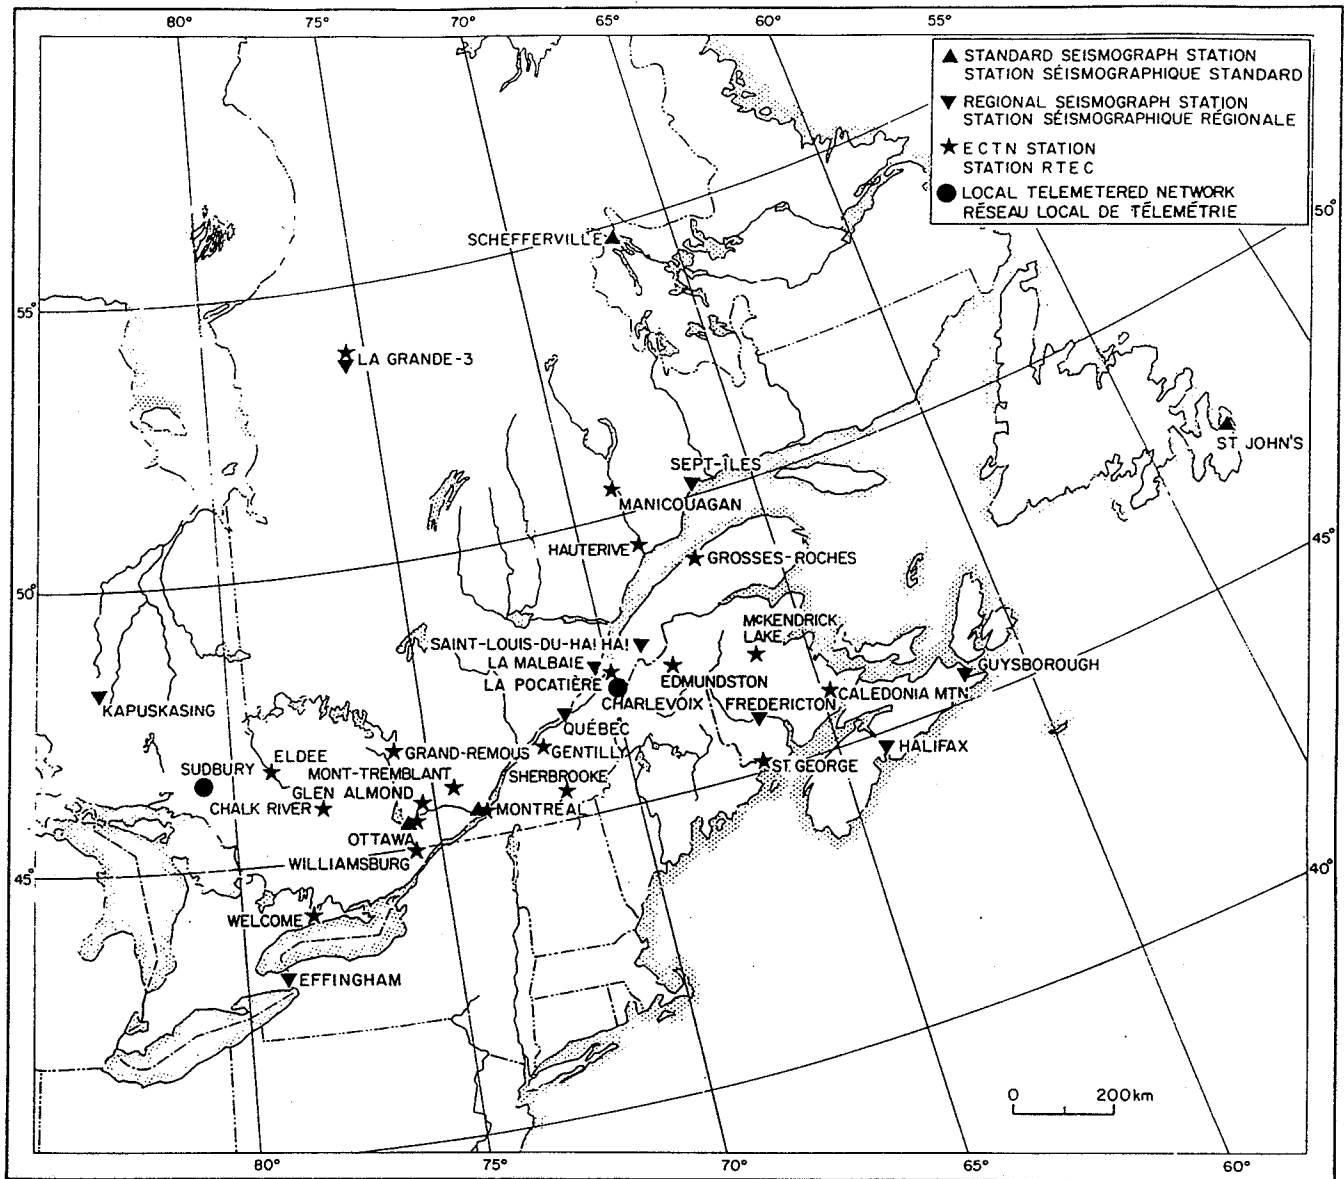 80° 75° 70° 65° 60° 55°
▲ STANDARD SEISMOGRAPH STATION
STATION SÉISMOGRAPHIQUE STANDARD
▼ REGIONAL SEISMOGRAPH STATION
STATION SÉISMOGRAPHIQUE RÉGIONALE
★ ECTN STATION
STATION RTEC
● LOCAL TELEMETERED NETWORK
RÉSEAU LOCAL DE TÉLEMÉTRIE
50°
SCHEFFERVILLE
55°
LA GRANDE-3
ST JOHN'S
SEPT-ÎLES
MANICOUAGAN
45°
HAUTERIVE
GROSSES-ROCHES
50°
McKENDRICK
LAKE
SAINT-LOUIS-DU-HA! HA!
LA MALBAIE
GUYSBOROUGH
LA POCATIÈRE
EDMUNDSTON
CALEDONIA MTN
CHARLEVOIX
FREDERICTON
KAPUSKASING
QUÉBEC
HALIFAX
GRAND-REMOUS
GENTILLY
ELDEE
ST. GEORGE
SUDBURY
MONT-TREMBLANT
SHERBROOKE
GLEN ALMOND
CHALK RIVER
MONTRÉAL
OTTAWA
WILLIAMSBURG
40°
45°
WELCOME
EFFINGHAM
0 200km
80° 75° 70° 65° 60°